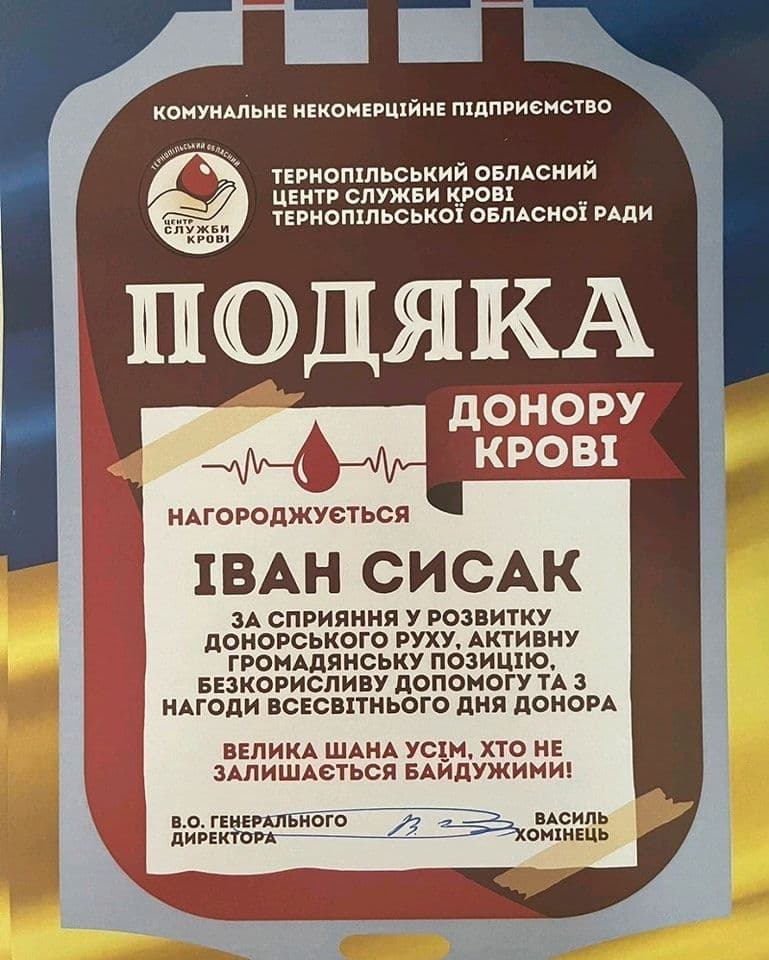 КОМУНАЛЬНЕ НЕКОМЕРЦІЙНЕ ПІДПРИЄМСТВО
ТЕРНОПІЛЬСЬКИЙ ОБЛАСНИЙ
ЦЕНТР
СЛУЖБИ
КРОВІ
ТЕРНОПІЛЬСЬКИЙ ОБЛАСНИЙ
ЦЕНТР СЛУЖБИ КРОВІ
ТЕРНОПІЛЬСЬКОЇ ОБЛАСНОЇ РАДИ
ПОДЯКА
ДОНОРУ
КРОВІ
НАГОРОДЖУЄТЬСЯ
ІВАН СИСАК
ЗА СПРИЯННЯ У РОЗВИТКУ
ДОНОРСЬКОГО РУХУ, АКТИВНУ
ГРОМАДЯНСЬКУ ПОЗИЦІЮ,
БЕЗКОРИСЛИВУ ДОПОМОГУ ТА З
НАГОДИ ВСЕСВІТНЬОГО ДНЯ ДОНОРА
ВЕЛИКА ШАНА УСІМ, ХТО НЕ
ЗАЛИШАЄТЬСЯ БАЙДУЖИМИ!
В.О. ГЕНЕРАЛЬНОГО
ДИРЕКТОРА
ВАСИЛЬ
ХОМІНЕЦЬ